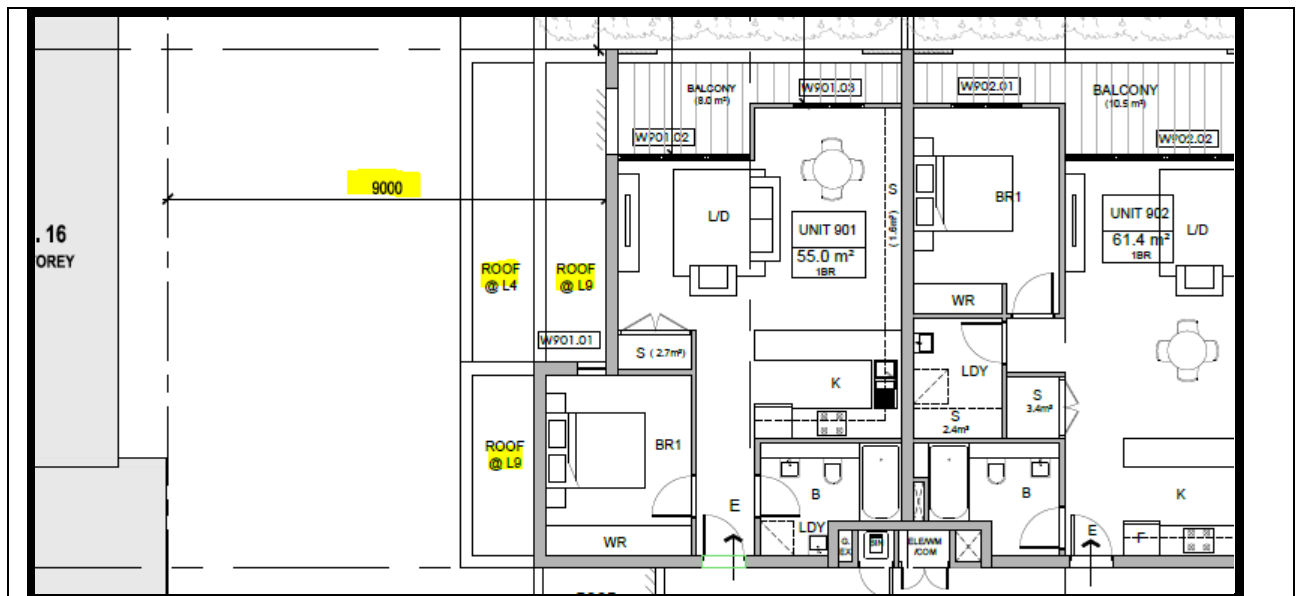 BALCONY
(8.0 m²)
W901.03
W902.01
BALCONY
(10.5 m²)
W901.02
W902.02
9000
S
(1.6m²)
BR1
L/D
UNIT 901
55.0 m²
1BR
UNIT 902
61.4 m²
1BR
L/D
. 16
OREY
ROOF
@ L4
ROOF
@ L9
WR
W901.01
S (2.7m²)
LDY
K
S
3.4m²
S
2.4m²
ROOF
@ L9
BR1
B
B
K
E
LDY
WR
G.
EX
BIN
ELE/WM
/COM
E
F